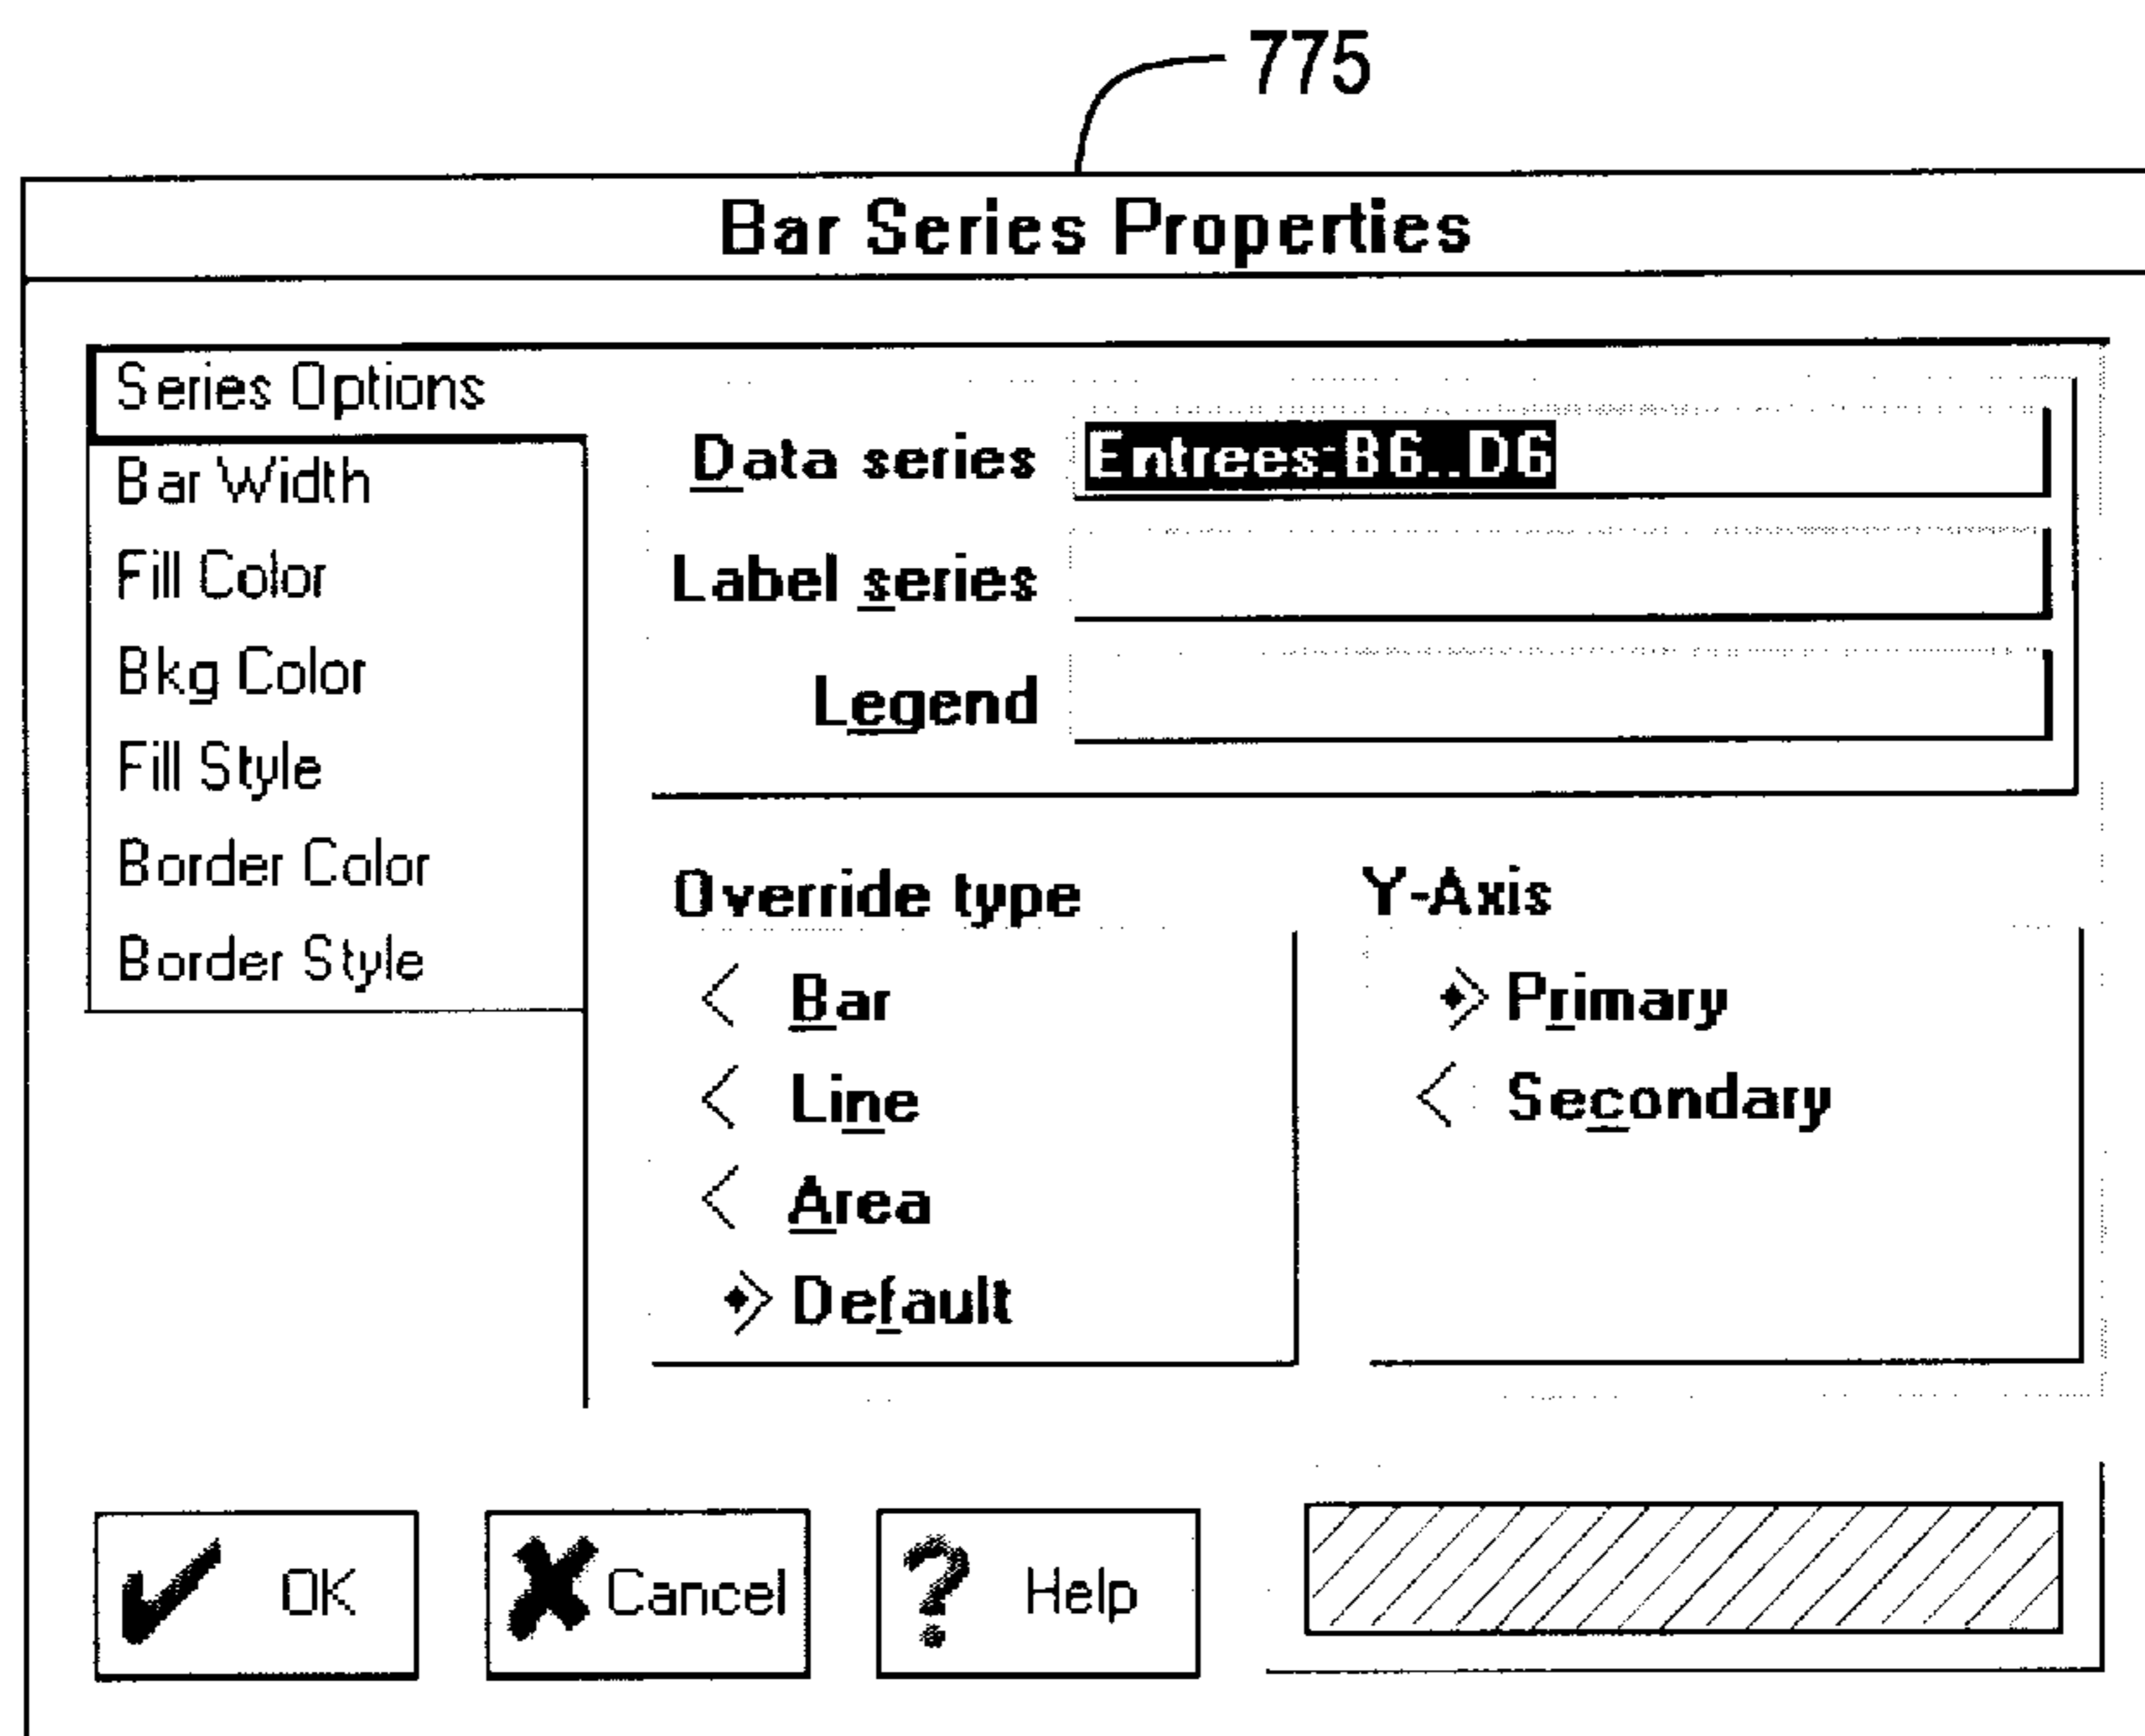 775
Bar Series Properties
Series Options
Bar Width
Fill Color
Bkg Color
Fill Style
Border Color
Border Style
Data series Entrees:B6..D6
Label series
Legend
Override type
Bar
Line
Area
Default
Y-Axis
Primary
Secondary
OK
Cancel
Help